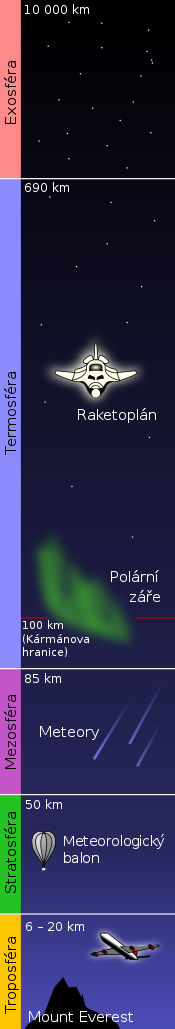 10 000 km
Exosféra
690 km
Termosféra
Raketoplán
Polární
záře
100 km
(Kármánova
hranice)
85 km
Mezosféra
Meteory
50 km
Stratosféra
Meteorologický
balon
6 – 20 km
Troposféra
Mount Everest